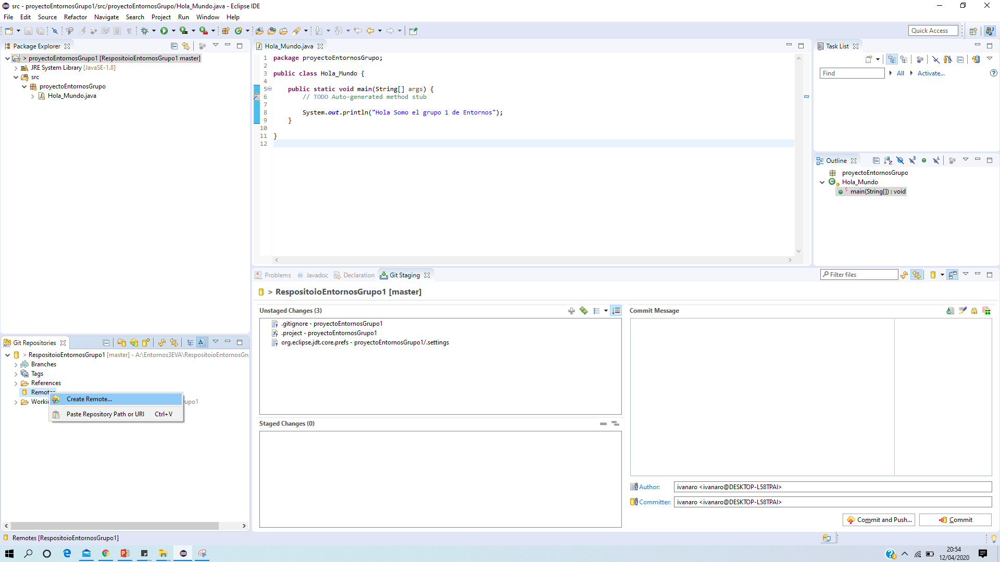 src - proyectoEntornosGrupo1/src/proyectoEntornosGrupo/Hola_Mundo.java - Eclipse IDE
File Edit Source Refactor Navigate Search Project Run Window Help
Quick Access
Package Explorer
> proyectoEntornosGrupo1 [RespositoioEntornosGrupo1 master]
JRE System Library [JavaSE-1.8]
src
proyectoEntornosGrupo
Hola_Mundo.java
Hola_Mundo.java
1 package proyectoEntornosGrupo;
2
3 public class Hola_Mundo {
4
5 public static void main(String[] args) {
6 // TODO Auto-generated method stub
7
8 System.out.println("Hola Somo el grupo 1 de Entornos");
9 }
10
11 }
12
Task List
Find All Activate...
Outline
proyectoEntornosGrupo
Hola_Mundo
main(String[]) : void
Problems Javadoc Declaration Git Staging
Filter files
> RespositoioEntornosGrupo1 [master]
Unstaged Changes (3)
.gitignore - proyectoEntornosGrupo1
.project - proyectoEntornosGrupo1
org.eclipse.jdt.core.prefs - proyectoEntornosGrupo1/.settings
Staged Changes (0)
Commit Message
Author: ivanaro <ivanaro@DESKTOP-L58TPAI>
Committer: ivanaro <ivanaro@DESKTOP-L58TPAI>
Commit and Push... Commit
Git Repositories
> RespositoioEntornosGrupo1 [master] - A:\Entornos3EVA\RespositoioEntornosGru
Branches
Tags
References
Remotes
Create Remote...
Paste Repository Path or URI Ctrl+V
Remotes [RespositoioEntornosGrupo1]
20:54
12/04/2020